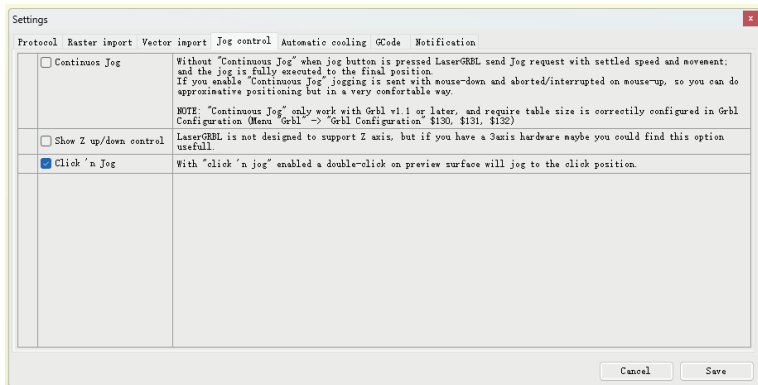 Settings
x
Protocol Raster import Vector import Jog control Automatic cooling GCode Notification
Continuos Jog
Without "Continuous Jog" when jog button is pressed LaserGRBL send Jog request with settled speed and movement;
and the jog is fully executed to the final position.
If you enable "Continuous Jog" jogging is sent with mouse-down and aborted/interrupted on mouse-up, so you can do
approximative positioning but in a very comfortable way.
NOTE: "Continuous Jog" only work with Grbl v1.1 or later, and require table size is correctily configured in Grbl
Configuration (Menu "Grbl" -> "Grbl Configuration" $130, $131, $132)
Show Z up/down control
LaserGRBL is not designed to support Z axis, but if you have a 3axis hardware maybe you could find this option
usefull.
Click 'n Jog
With "click 'n jog" enabled a double-click on preview surface will jog to the click position.
Cancel Save